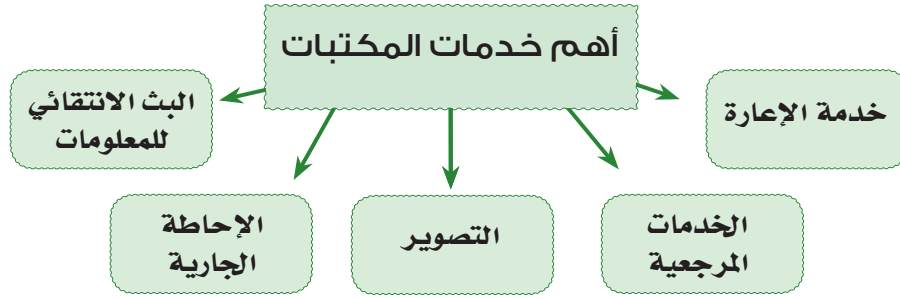 أهم خدمات المكتبات
خدمة الإعارة
الخدمات
المرجعية
التصوير
الإحاطة
الجارية
البث الانتقائي
للمعلومات